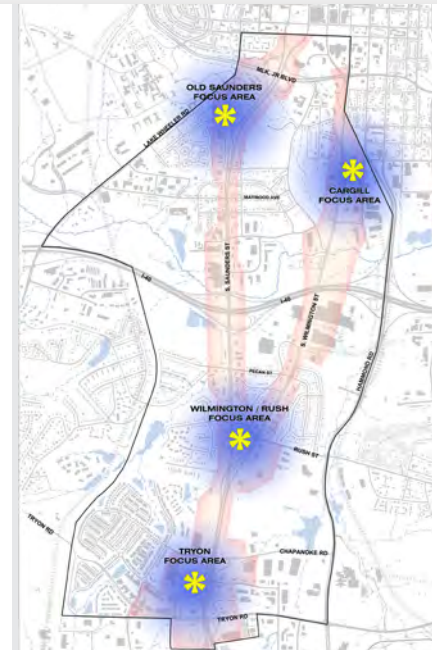 MLK, JR BLVD
OLD SAUNDERS
FOCUS AREA
LAKE WHEELER RD
CARGILL
FOCUS AREA
MAYWOOD AVE
S. SAUNDERS ST
I-40
I-40
S. WILMINGTON ST
HAMMOND RD
PECAN ST
WILMINGTON / RUSH
FOCUS AREA
RUSH ST
TRYON RD
TRYON
FOCUS AREA
CHAPANOKE RD
TRYON RD